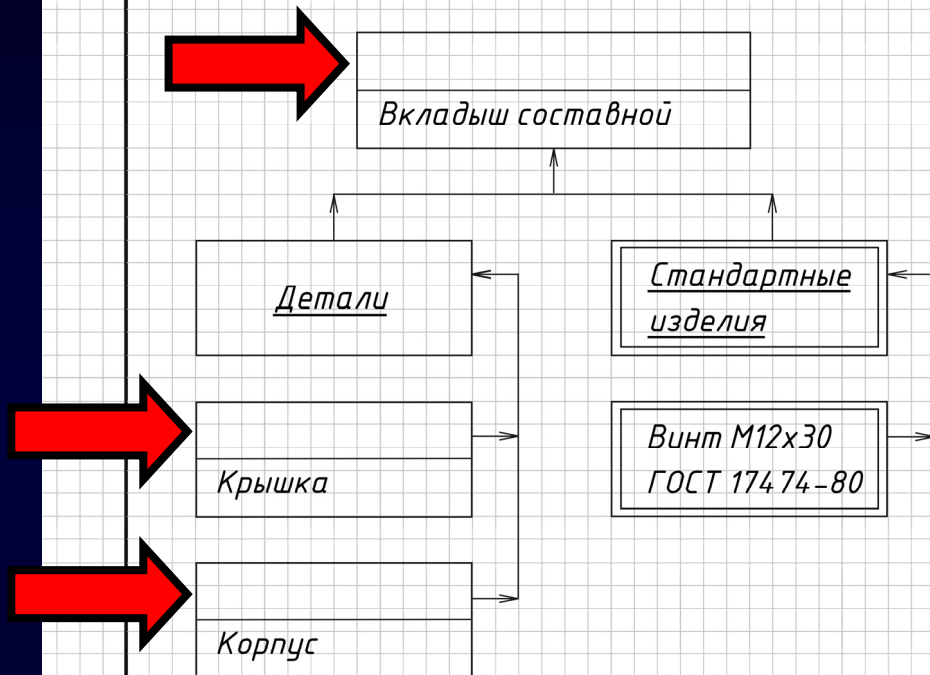 Вкладыш составной
Детали
Стандартные
изделия
Крышка
Винт М12х30
ГОСТ 17474-80
Корпус